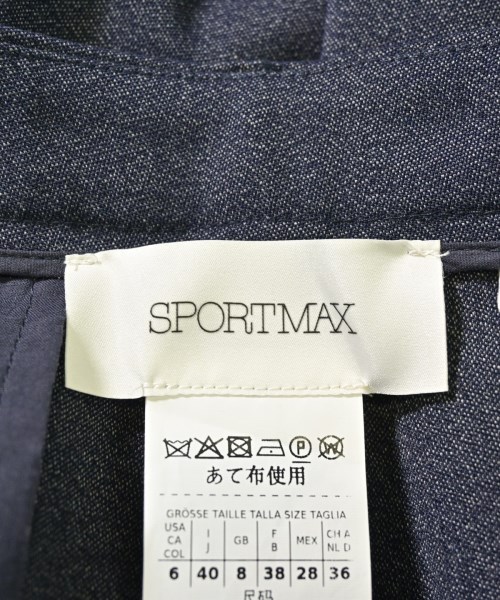 SPORTMAX
P
あて布使用
GRÖSSE TAILLE TALLA SIZE TAGLIA
USA CA COL I J GB F B MEX CH A NL D
6 40 8 38 28 36
尺码